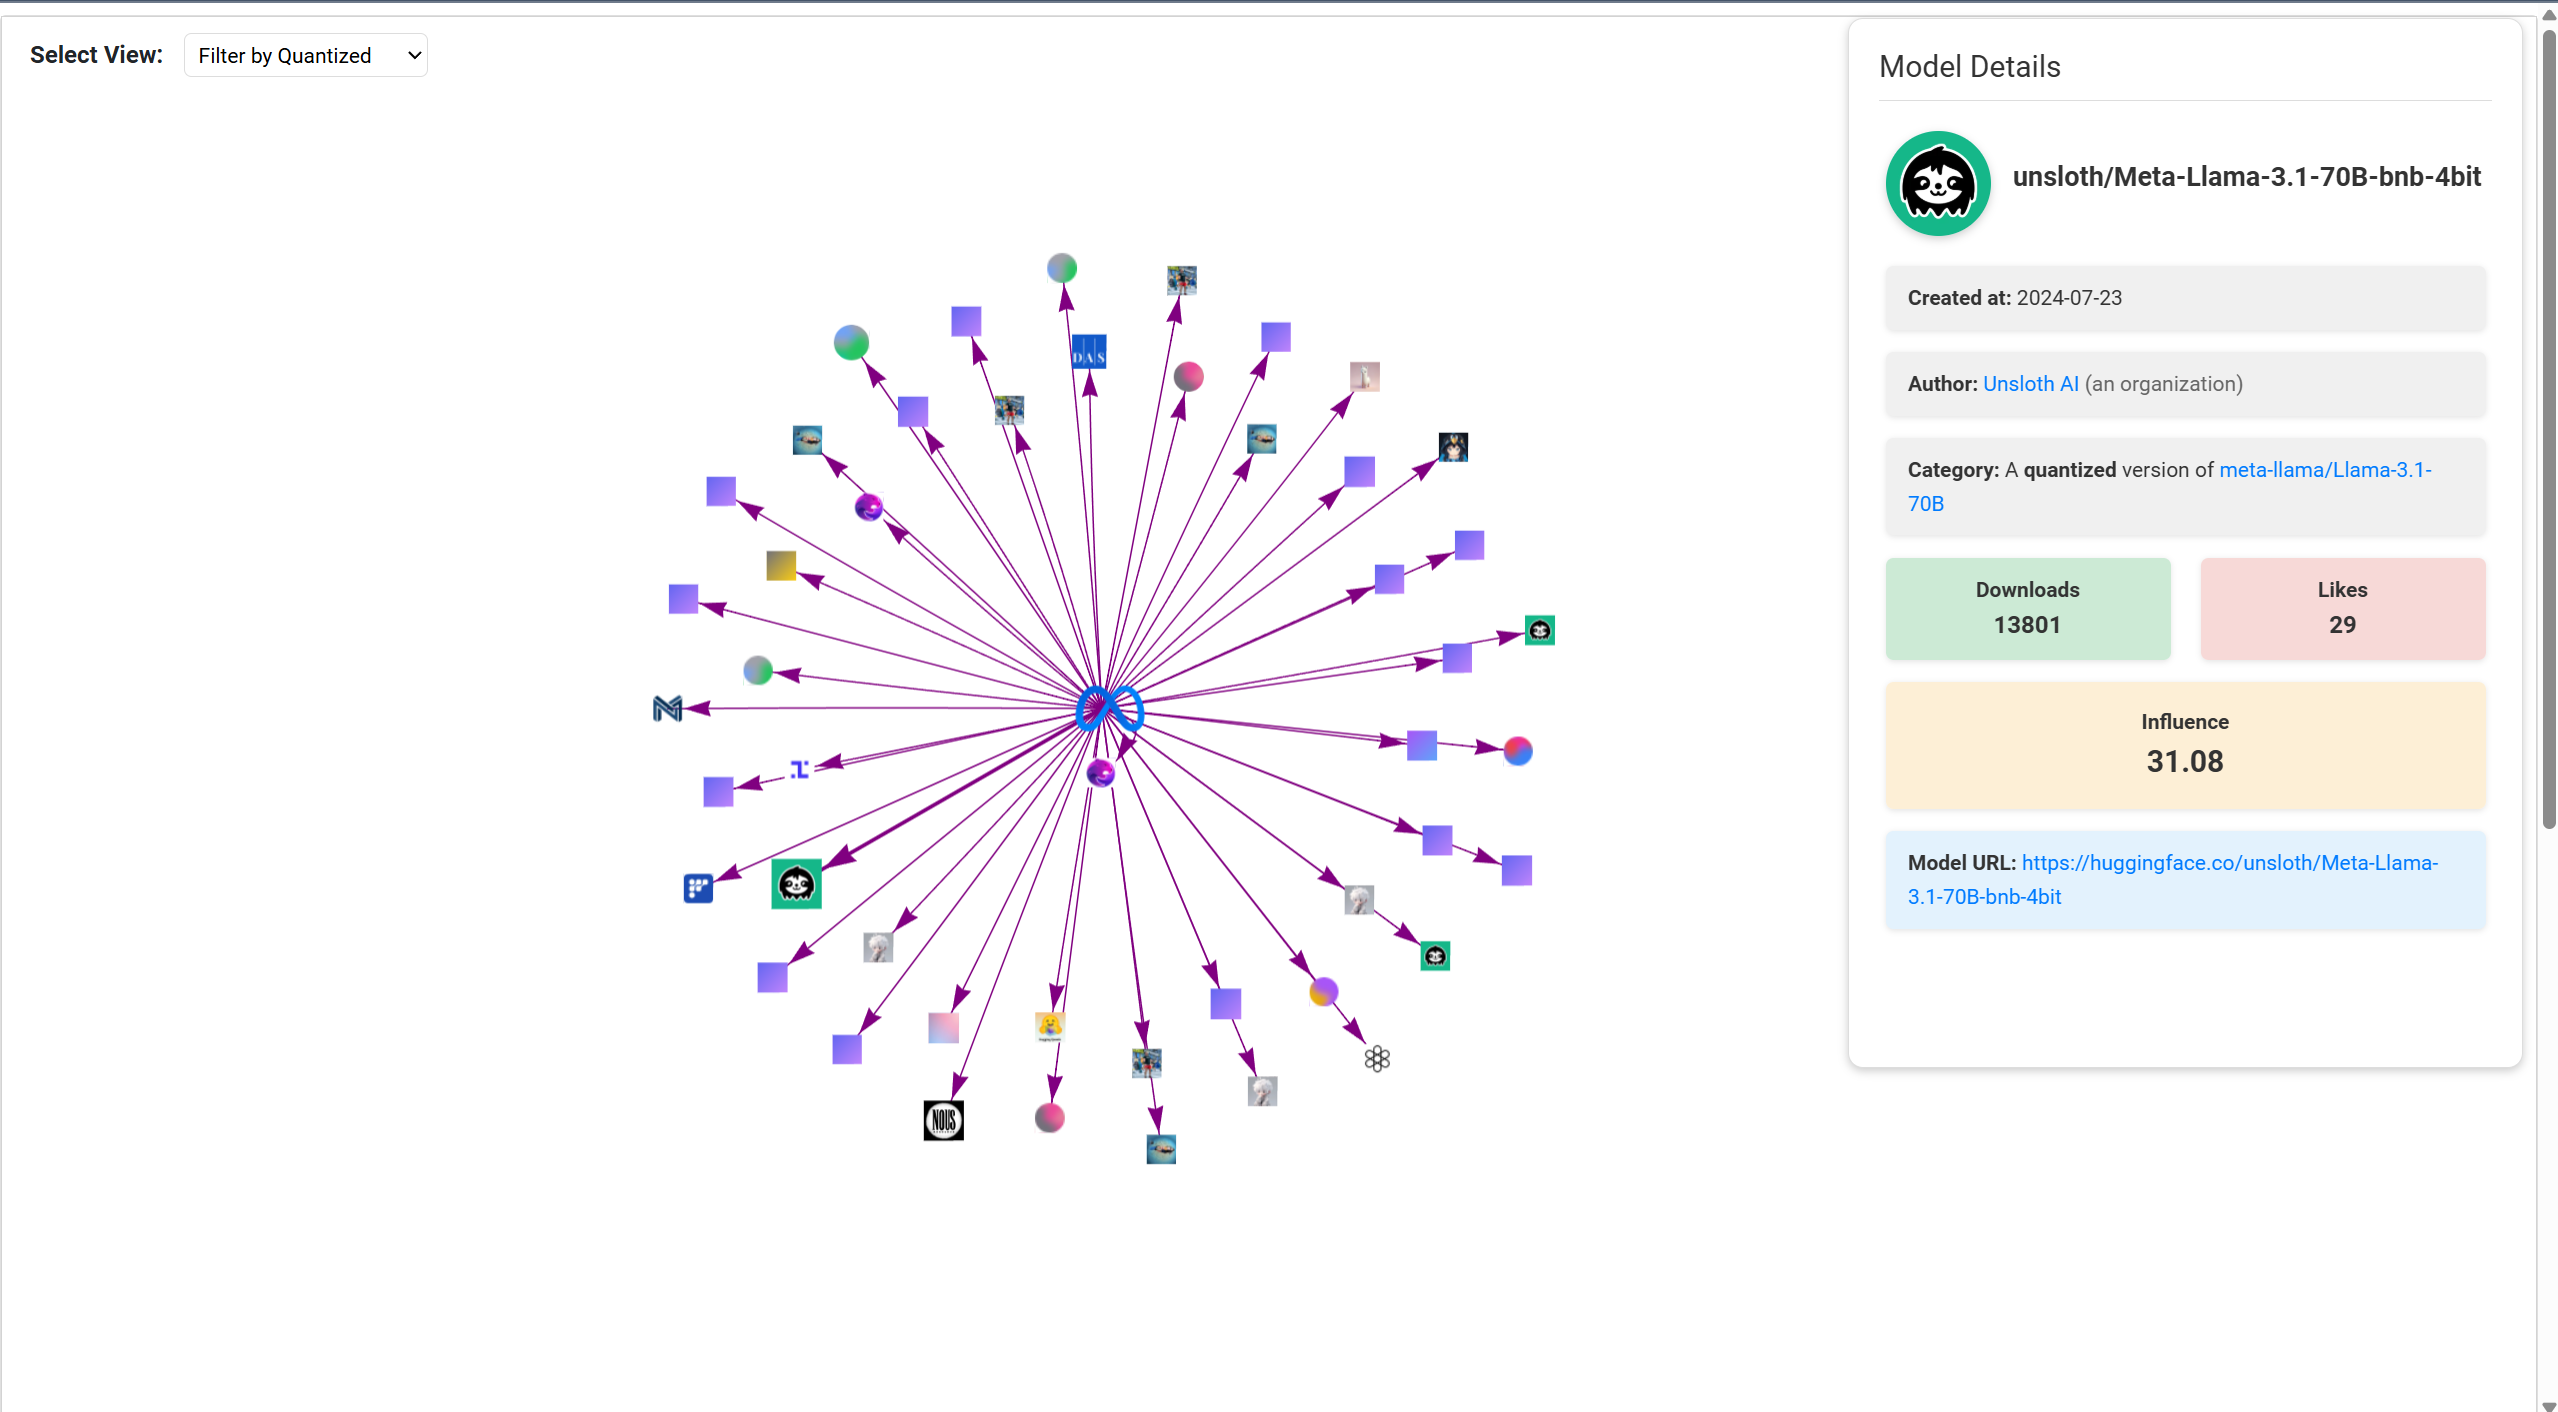 Select View:
Filter by Quantized
DAS
NOUS
Model Details
unsloth/Meta-Llama-3.1-70B-bnb-4bit
Created at: 2024-07-23
Author: Unsloth AI (an organization)
Category: A quantized version of meta-llama/Llama-3.1-
70B
Downloads
13801
Likes
29
Influence
31.08
Model URL: https://huggingface.co/unsloth/Meta-Llama-
3.1-70B-bnb-4bit